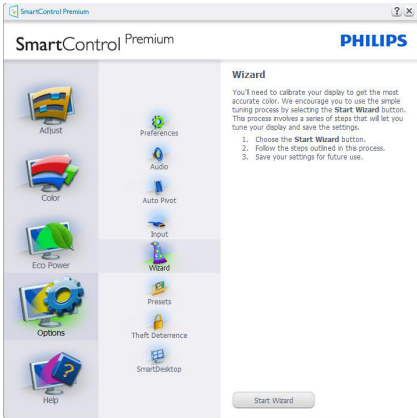 SmartControl Premium
SmartControl Premium
PHILIPS
Adjust
Color
Eco Power
Options
Help
Preferences
Audio
Auto Pivot
Input
Wizard
Presets
Theft Deterrence
SmartDesktop
Wizard
You'll need to calibrate your display to get the most
accurate color. We encourage you to use the simple
tuning process by selecting the Start Wizard button.
This process involves a series of steps that will let you
tune your display and save the settings.
1. Choose the Start Wizard button.
2. Follow the steps outlined in this process.
3. Save your settings for future use.
Start Wizard